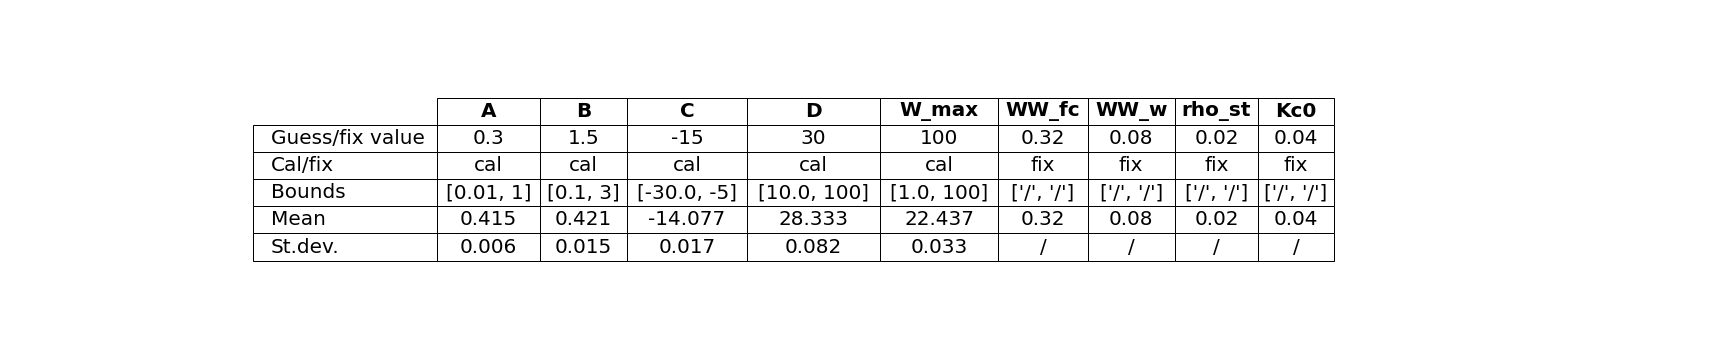 A B C D W_max WW_fc WW_w rho_st Kc0
Guess/fix value 0.3 1.5 -15 30 100 0.32 0.08 0.02 0.04
Cal/fix cal cal cal cal cal fix fix fix fix
Bounds [0.01, 1] [0.1, 3] [-30.0, -5] [10.0, 100] [1.0, 100] ['/', '/'] ['/', '/'] ['/', '/'] ['/', '/']
Mean 0.415 0.421 -14.077 28.333 22.437 0.32 0.08 0.02 0.04
St.dev. 0.006 0.015 0.017 0.082 0.033 / / / /